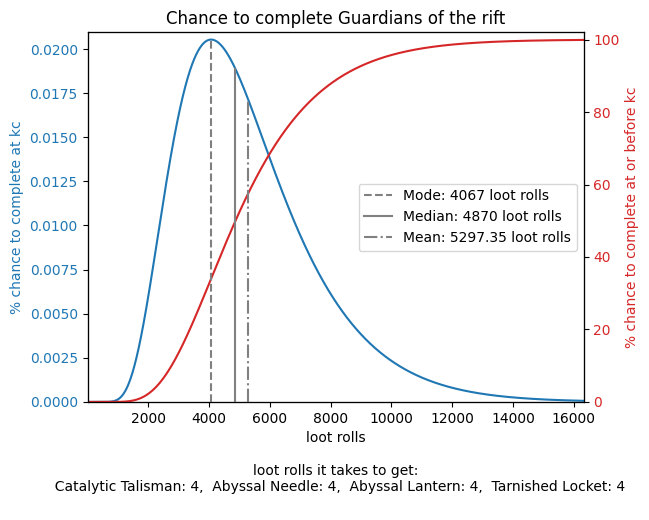 Chance to complete Guardians of the rift
% chance to complete at kc
0.0200
0.0175
0.0150
0.0125
0.0100
0.0075
0.0050
0.0025
0.0000
100
80
60
40
20
0
% chance to complete at or before kc
Mode: 4067 loot rolls
Median: 4870 loot rolls
Mean: 5297.35 loot rolls
2000 4000 6000 8000 10000 12000 14000 16000
loot rolls
loot rolls it takes to get:
Catalytic Talisman: 4,  Abyssal Needle: 4,  Abyssal Lantern: 4,  Tarnished Locket: 4